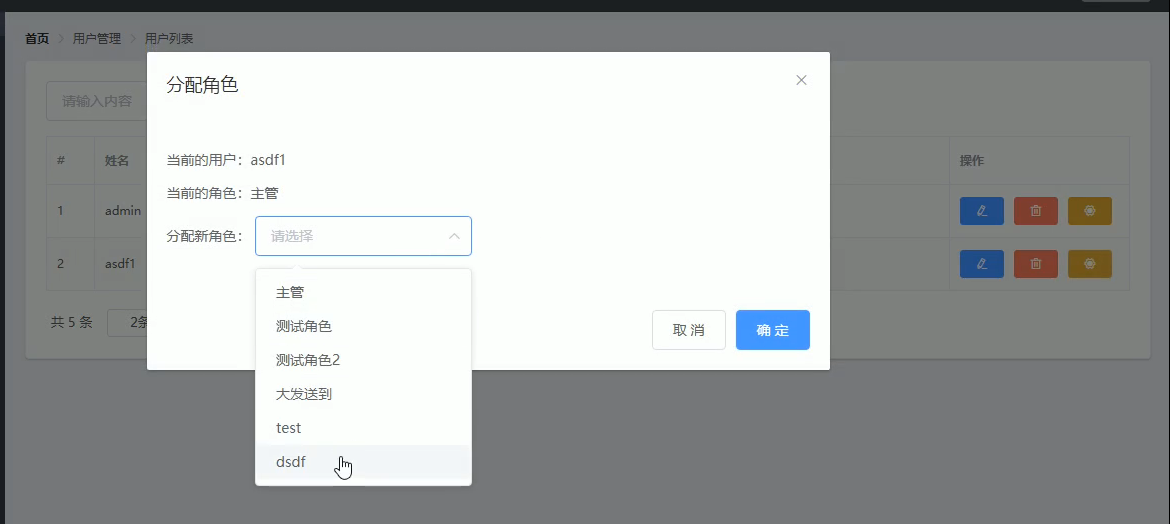 首页 用户管理 用户列表
分配角色
请输入内容
当前的用户：asdf1
# 姓名 操作
当前的角色：主管
1 admin
分配新角色： 请选择
2 asdf1
主管
共 5 条 2条
取 消 确 定
测试角色
测试角色2
大发送到
test
dsdf